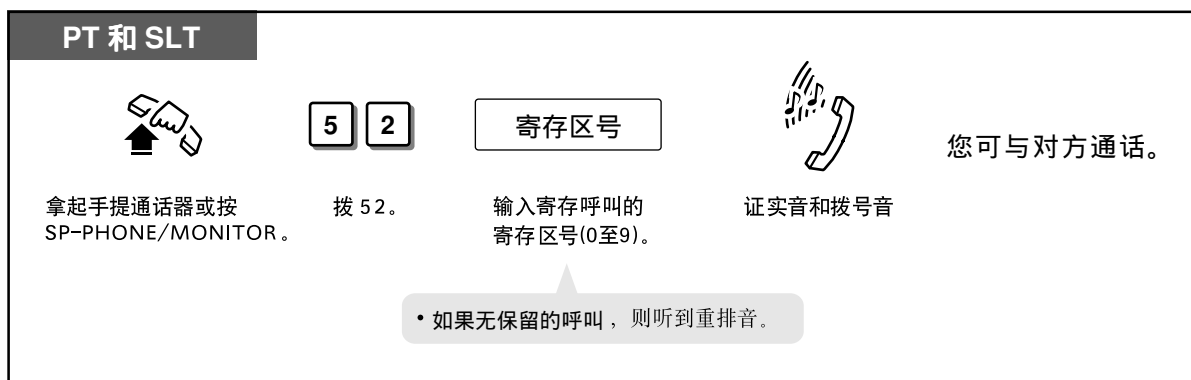 PT 和 SLT
5 2
寄存区号
您可与对方通话。
拿起手提通话器或按
SP-PHONE/MONITOR。
拨 52。
输入寄存呼叫的
寄存区号(0至9)。
证实音和拨号音
• 如果无保留的呼叫，则听到重排音。